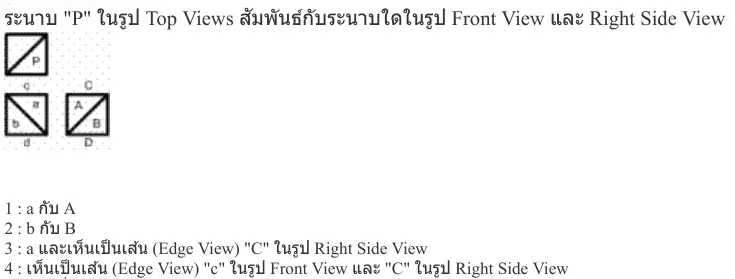 ระนาบ "P" ในรูป Top Views สัมพันธ์กับระนาบใดในรูป Front View และ Right Side View
P
c C
a A
b B
d D
1 : a กับ A
2 : b กับ B
3 : a และเห็นเป็นเส้น (Edge View) "C" ในรูป Right Side View
4 : เห็นเป็นเส้น (Edge View) "c" ในรูป Front View และ "C" ในรูป Right Side View